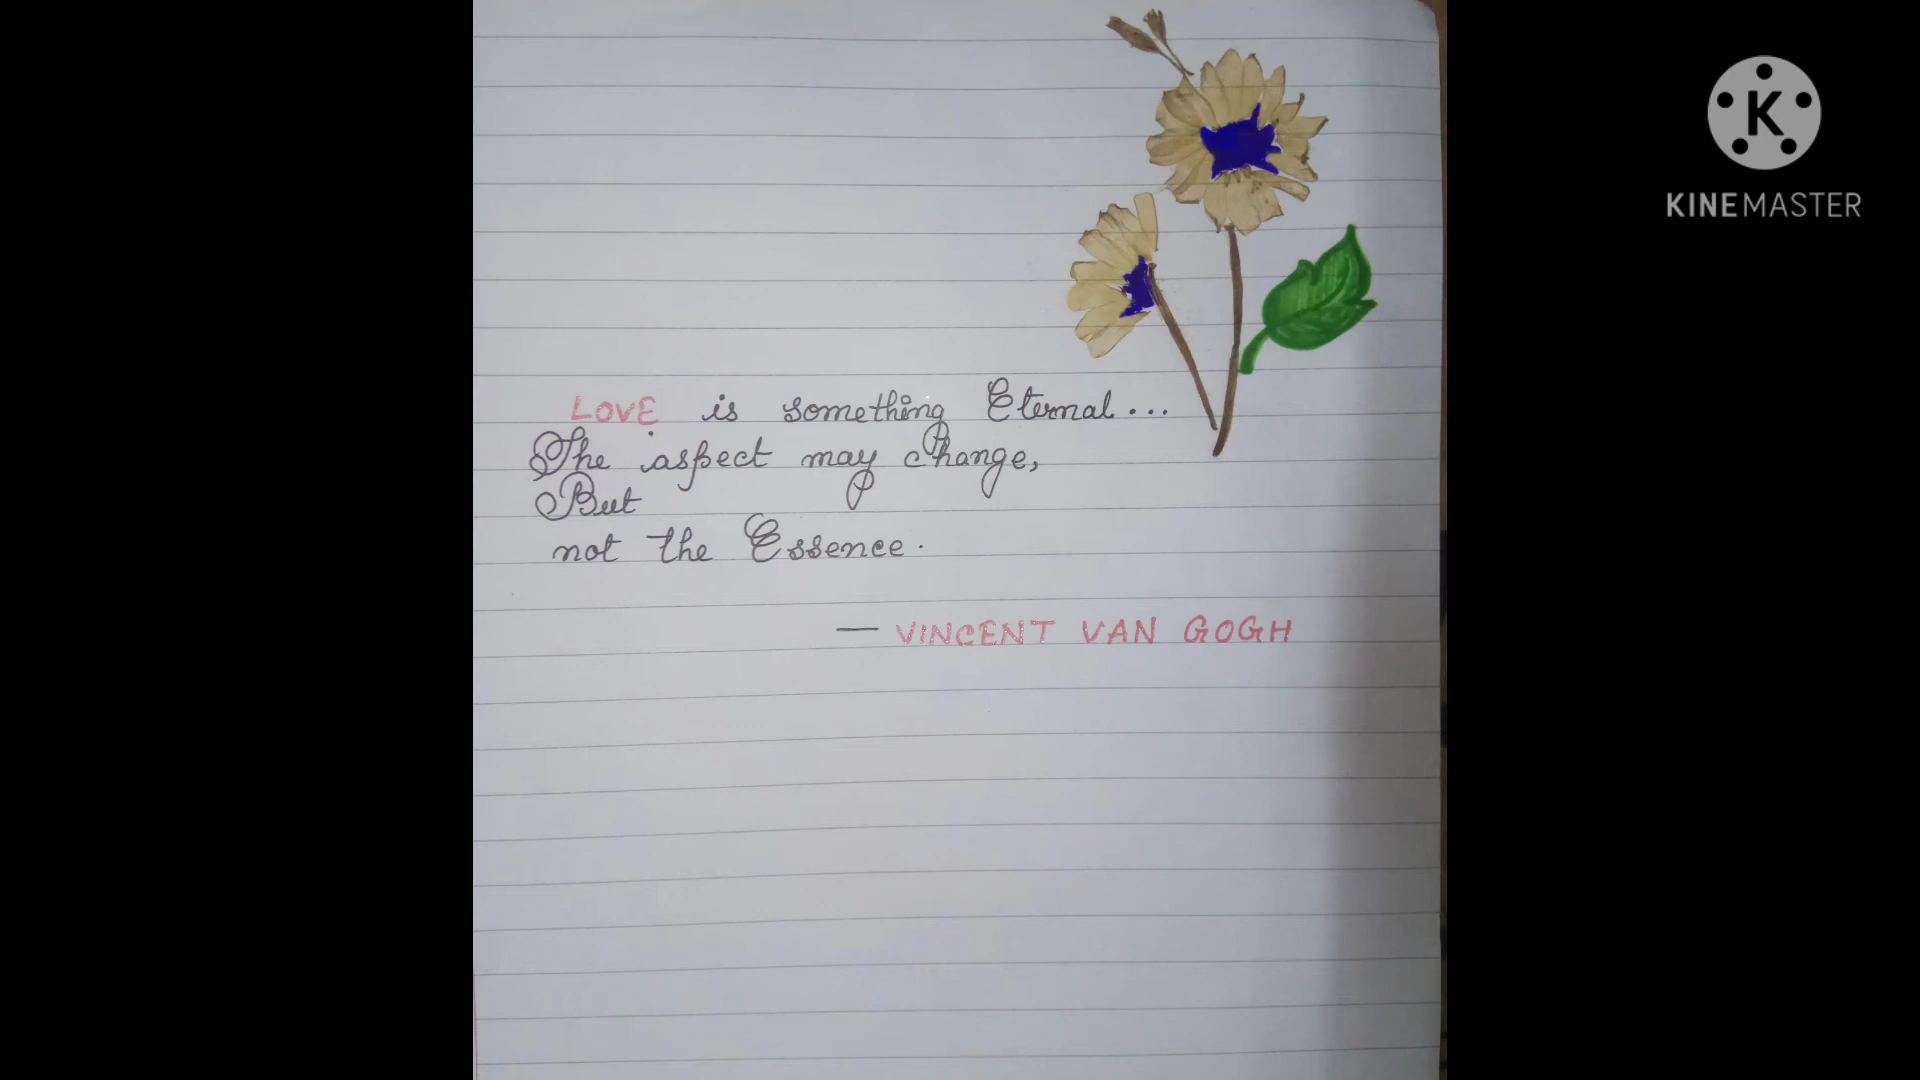 LOVE is something Eternal...
The aspect may change,
But
not the Essence.
— VINCENT VAN GOGH
K
KINEMASTER